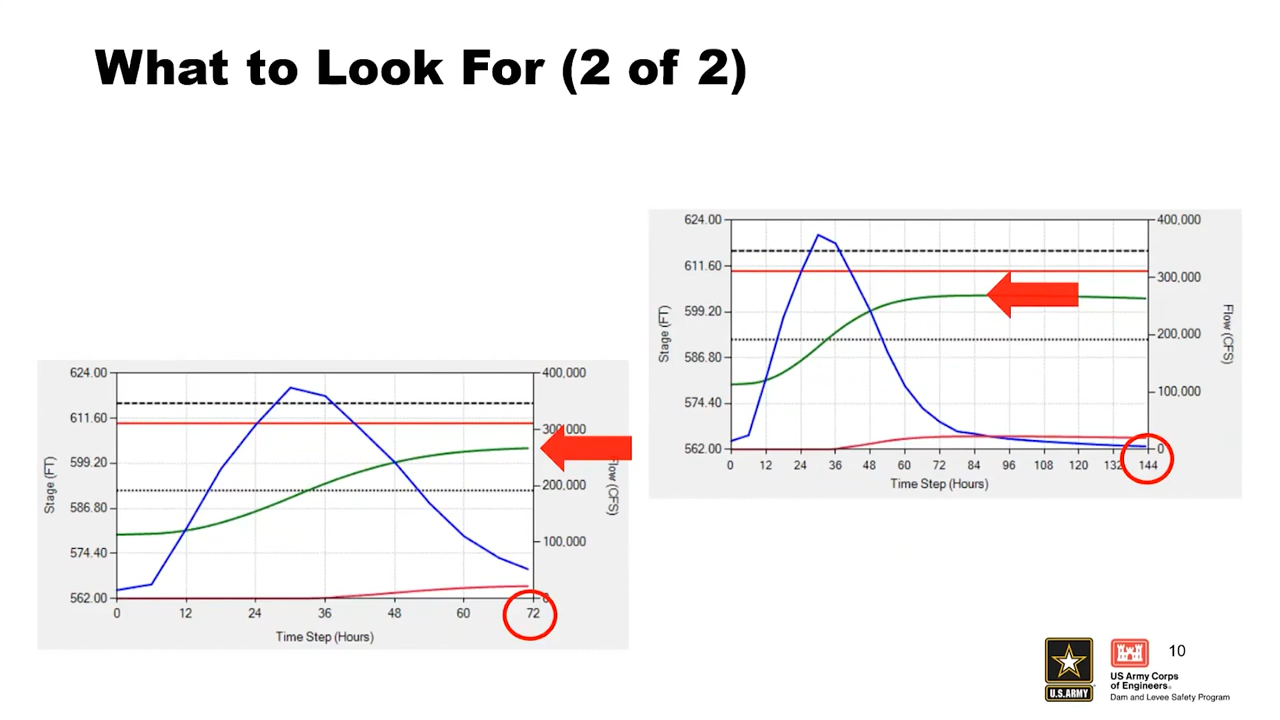 What to Look For (2 of 2)
624.00
611.60
599.20
586.80
574.40
562.00
Stage (FT)
400,000
300,000
200,000
100,000
0
Flow (CFS)
0 12 24 36 48 60 72
Time Step (Hours)
624.00
611.60
599.20
586.80
574.40
562.00
Stage (FT)
400,000
300,000
200,000
100,000
0
Flow (CFS)
0 12 24 36 48 60 72 84 96 108 120 132 144
Time Step (Hours)
U.S.ARMY
US Army Corps
of Engineers®
Dam and Levee Safety Program
10